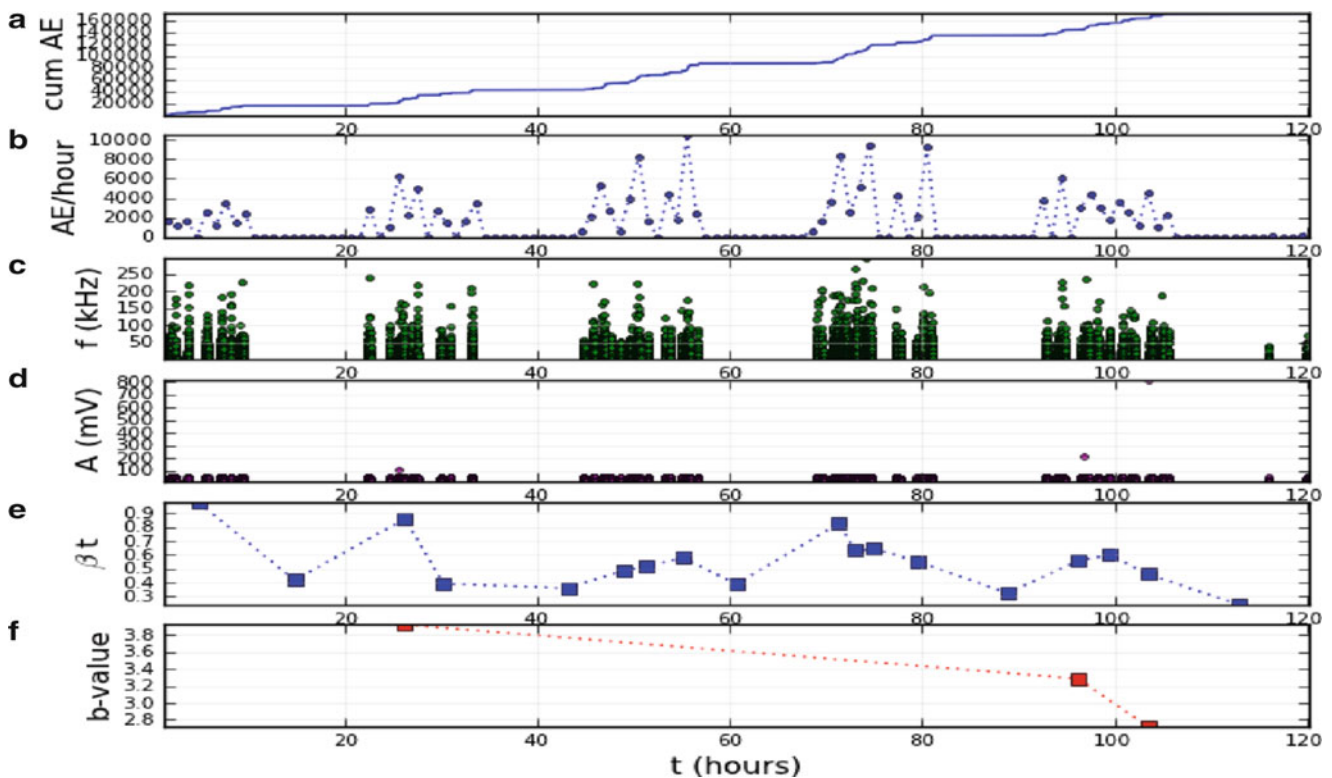 a
cum AE
160000
140000
120000
100000
80000
60000
40000
20000
20 40 60 80 100 120
b
AE/hour
10000
8000
6000
4000
2000
0
20 40 60 80 100 120
c
f (kHz)
250
200
150
100
50
20 40 60 80 100 120
d
A (mV)
800
700
600
500
400
300
200
100
20 40 60 80 100 120
e
β t
0.9
0.8
0.7
0.6
0.5
0.4
0.3
20 40 60 80 100 120
f
b-value
3.8
3.6
3.4
3.2
3.0
2.8
20 40 60 80 100 120
t (hours)